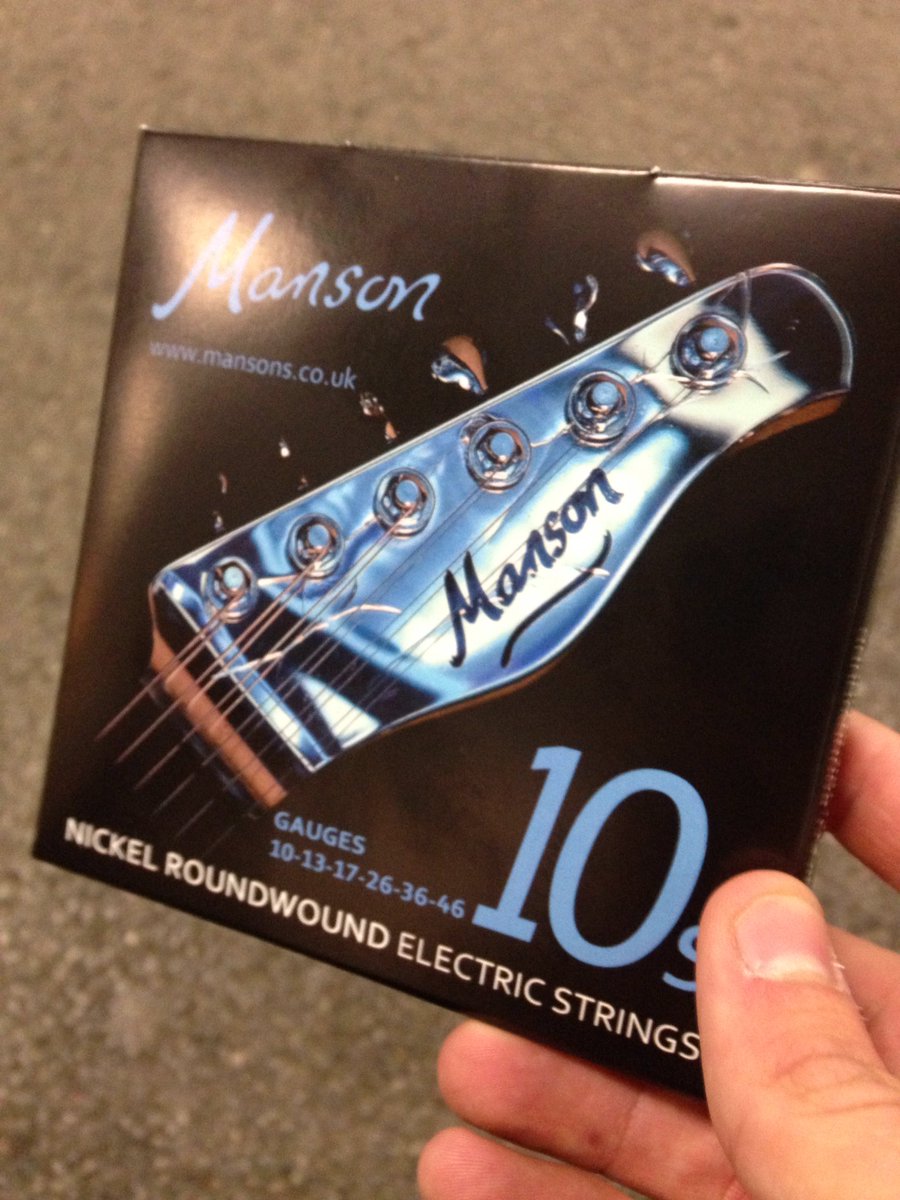 Manson
www.mansons.co.uk
Manson
GAUGES
10-13-17-26-36-46
10s
NICKEL ROUNDWOUND ELECTRIC STRINGS